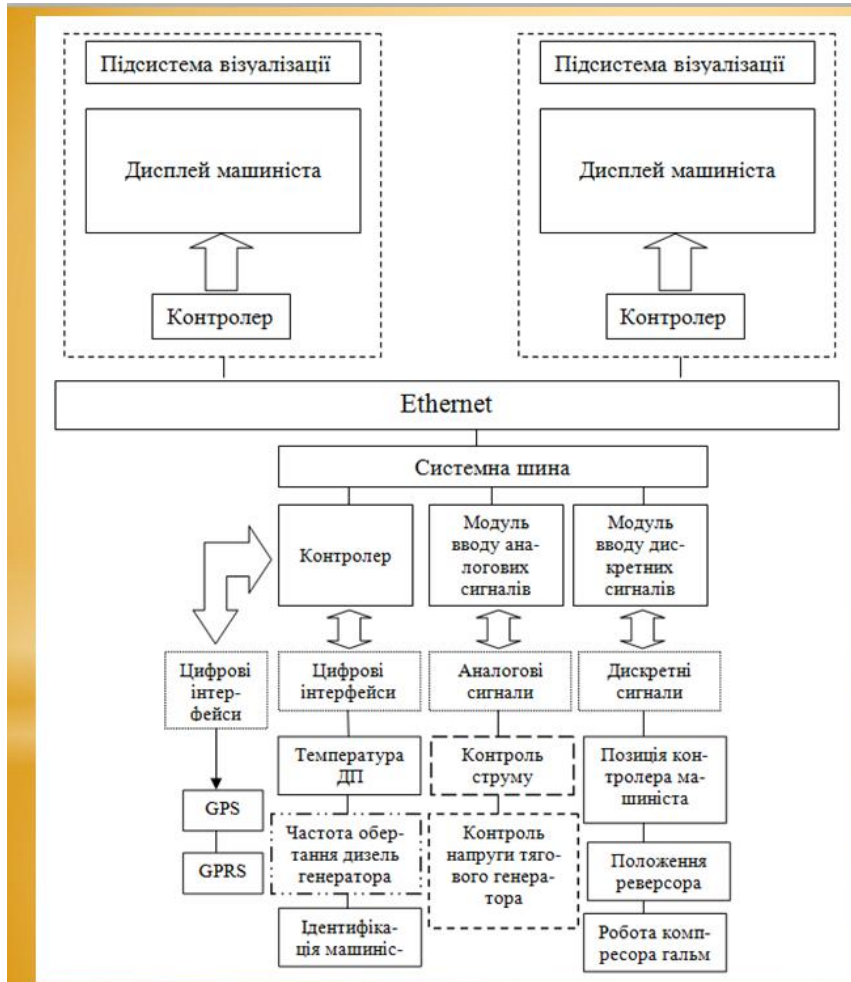 Підсистема візуалізації
Дисплей машиніста
Контролер
Підсистема візуалізації
Дисплей машиніста
Контролер
Ethernet
Системна шина
Контролер
Модуль
вводу ана-
логових
сигналів
Модуль
вводу дис-
кретних
сигналів
Цифрові
інтер-
фейси
Цифрові
інтерфейси
Аналогові
сигнали
Дискретні
сигнали
GPS
GPRS
Температура
ДП
Частота обер-
тання дизель
генератора
Ідентифіка-
ція машиніс-
Контроль
струму
Контроль
напруги тяго-
вого генера-
тора
Позиція кон-
тролера ма-
шиніста
Положення
реверсора
Робота комп-
ресора гальм